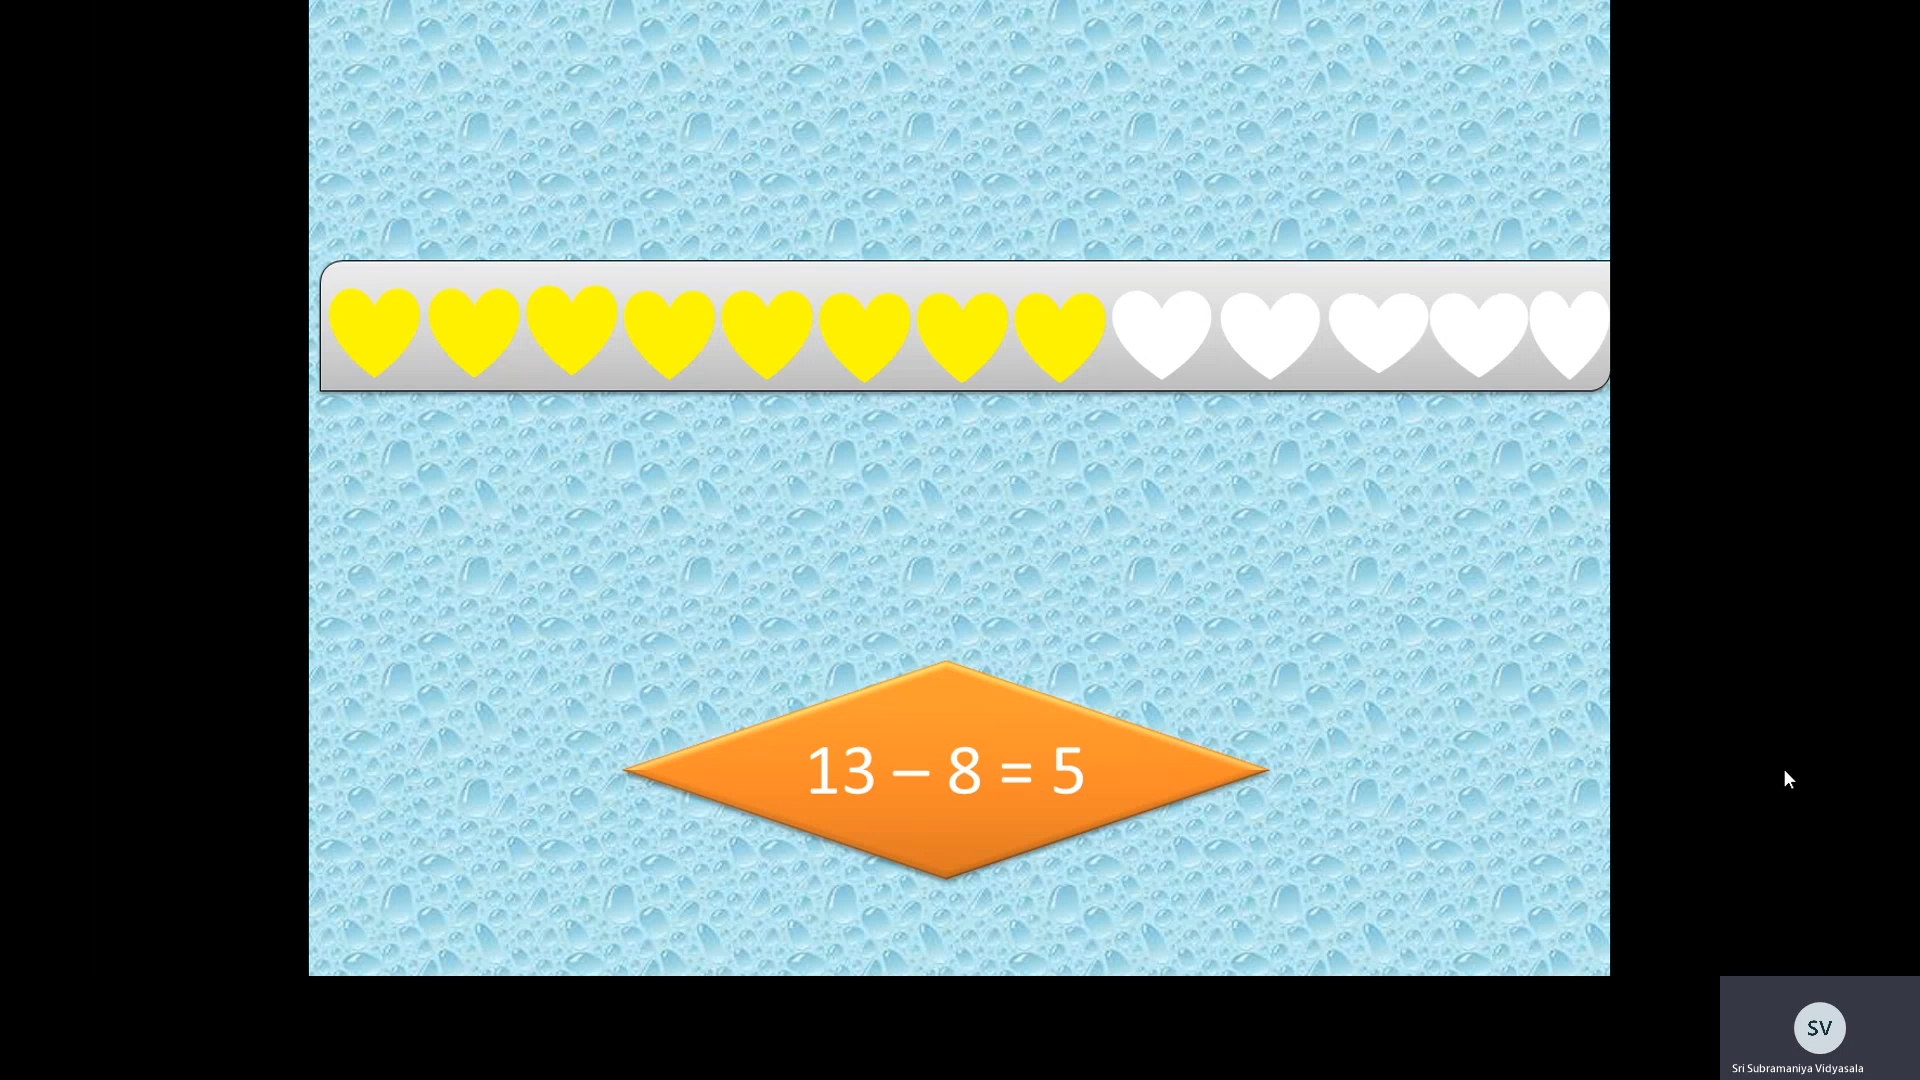 13 – 8 = 5
SV
Sri Subramaniya Vidyasala